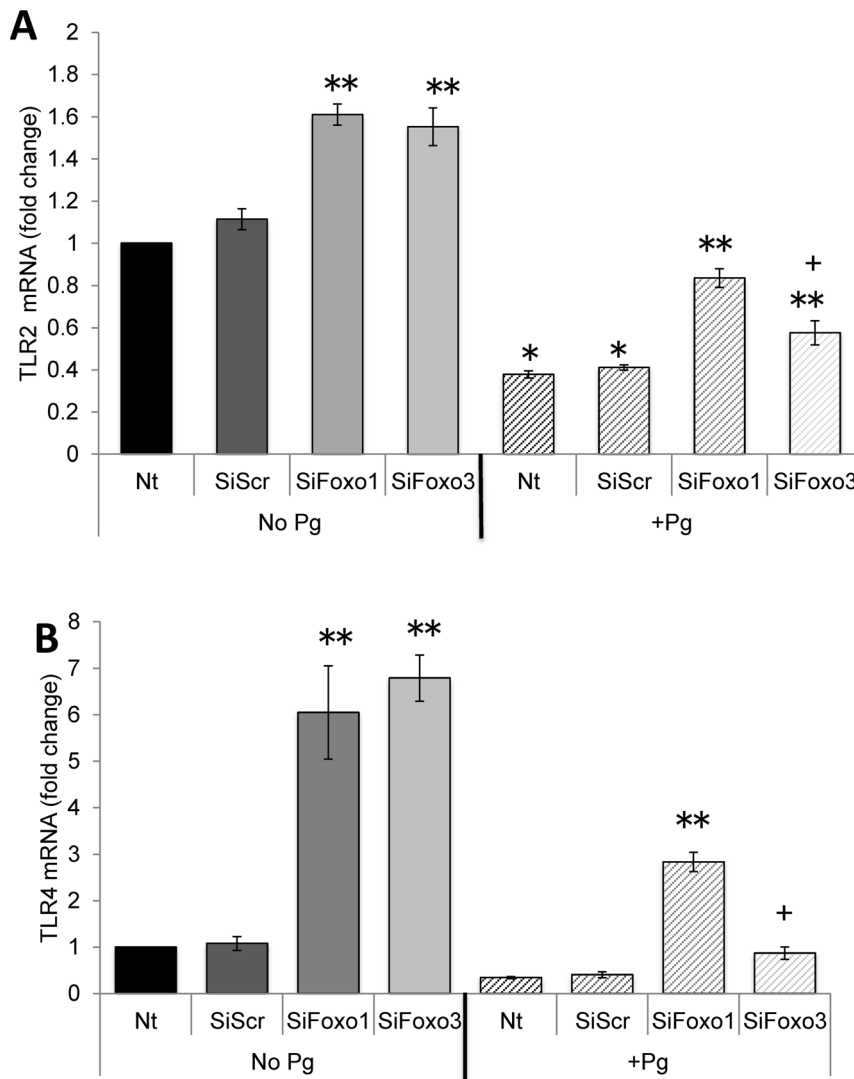 A
TLR2 mRNA (fold change)
2
1.8
1.6
1.4
1.2
1
0.8
0.6
0.4
0.2
0
** ** * * ** + **
Nt SiScr SiFoxo1 SiFoxo3 Nt SiScr SiFoxo1 SiFoxo3
No Pg +Pg
B
TLR4 mRNA (fold change)
8
7
6
5
4
3
2
1
0
** ** ** +
Nt SiScr SiFoxo1 SiFoxo3 Nt SiScr SiFoxo1 SiFoxo3
No Pg +Pg